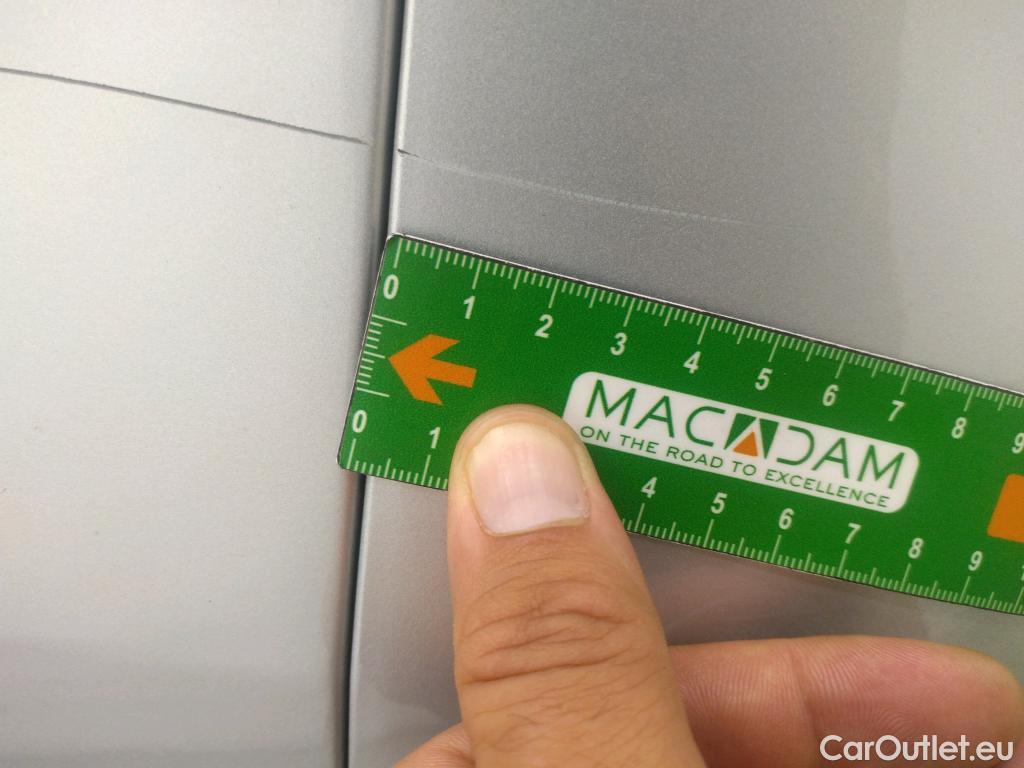 0 1 2 3 4 5 6 7 8 9
MACADAM
ON THE ROAD TO EXCELLENCE
0 1 4 5 6 7 8 9
CarOutlet.eu